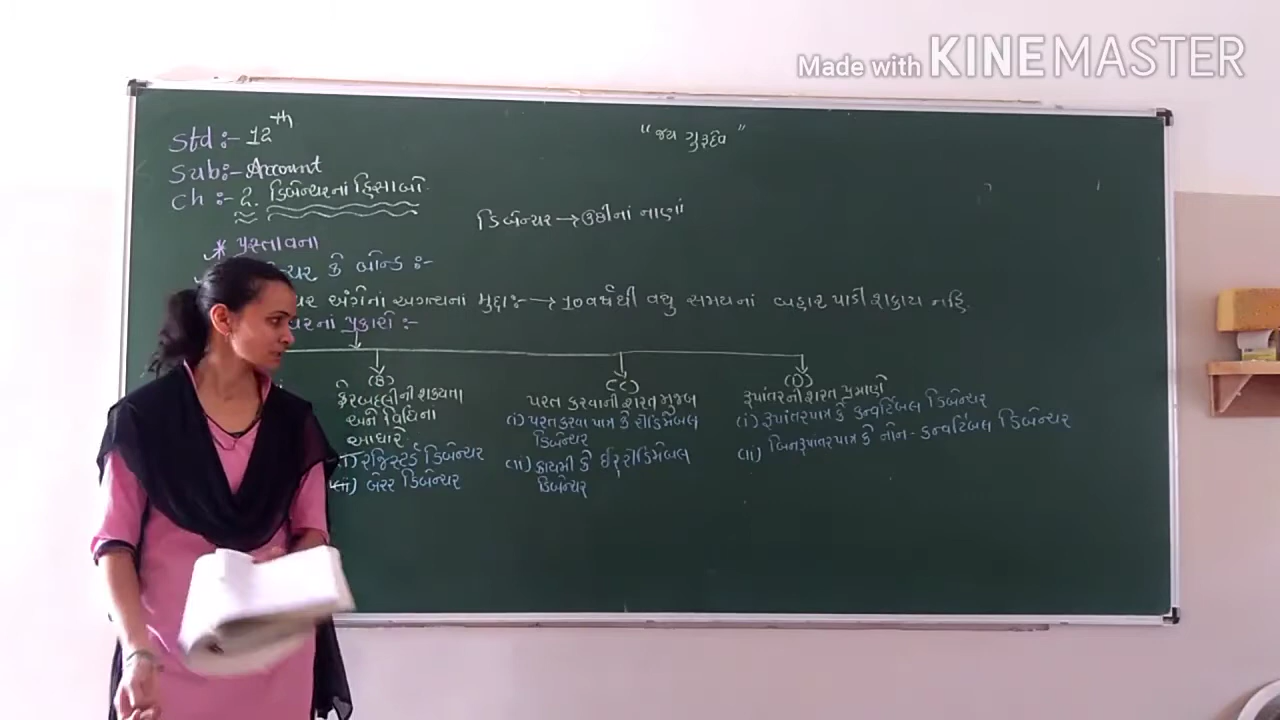 Made with KINEMASTER
Std :- 12th
"જય ગુરૂદેવ"
Sub:- Account
Ch :- 2. ડિબેન્ચરનાં હિસાબો.
ડિબેન્ચર → ઉછીનાં નાણાં
* પ્રસ્તાવના
ચર કે બોન્ડ :-
ચર અંગેનાં અગત્યનાં મુદ્દા :- → 10 વર્ષથી વધુ સમયનાં બહાર પાડી શકાય નહિ.
ચરનાં પ્રકારો :-
(B)
ફેરબદલીની શક્યતા
અને વિધિના
આધારે
(i) રજિસ્ટર્ડ ડિબેન્ચર
(ii) બેરર ડિબેન્ચર
(C)
પરત કરવાની શરત મુજબ
(i) પરત કરવા પાત્ર કે રીડિમેબલ
ડિબેન્ચર
(ii) કાયમી કે ઈરરીડિમેબલ
ડિબેન્ચર
(D)
રૂપાંતરની શરત પ્રમાણે
(i) રૂપાંતરપાત્ર કે કન્વર્ટિબલ ડિબેન્ચર
(ii) બિનરૂપાંતરપાત્ર કે નોન - કન્વર્ટિબલ ડિબેન્ચર